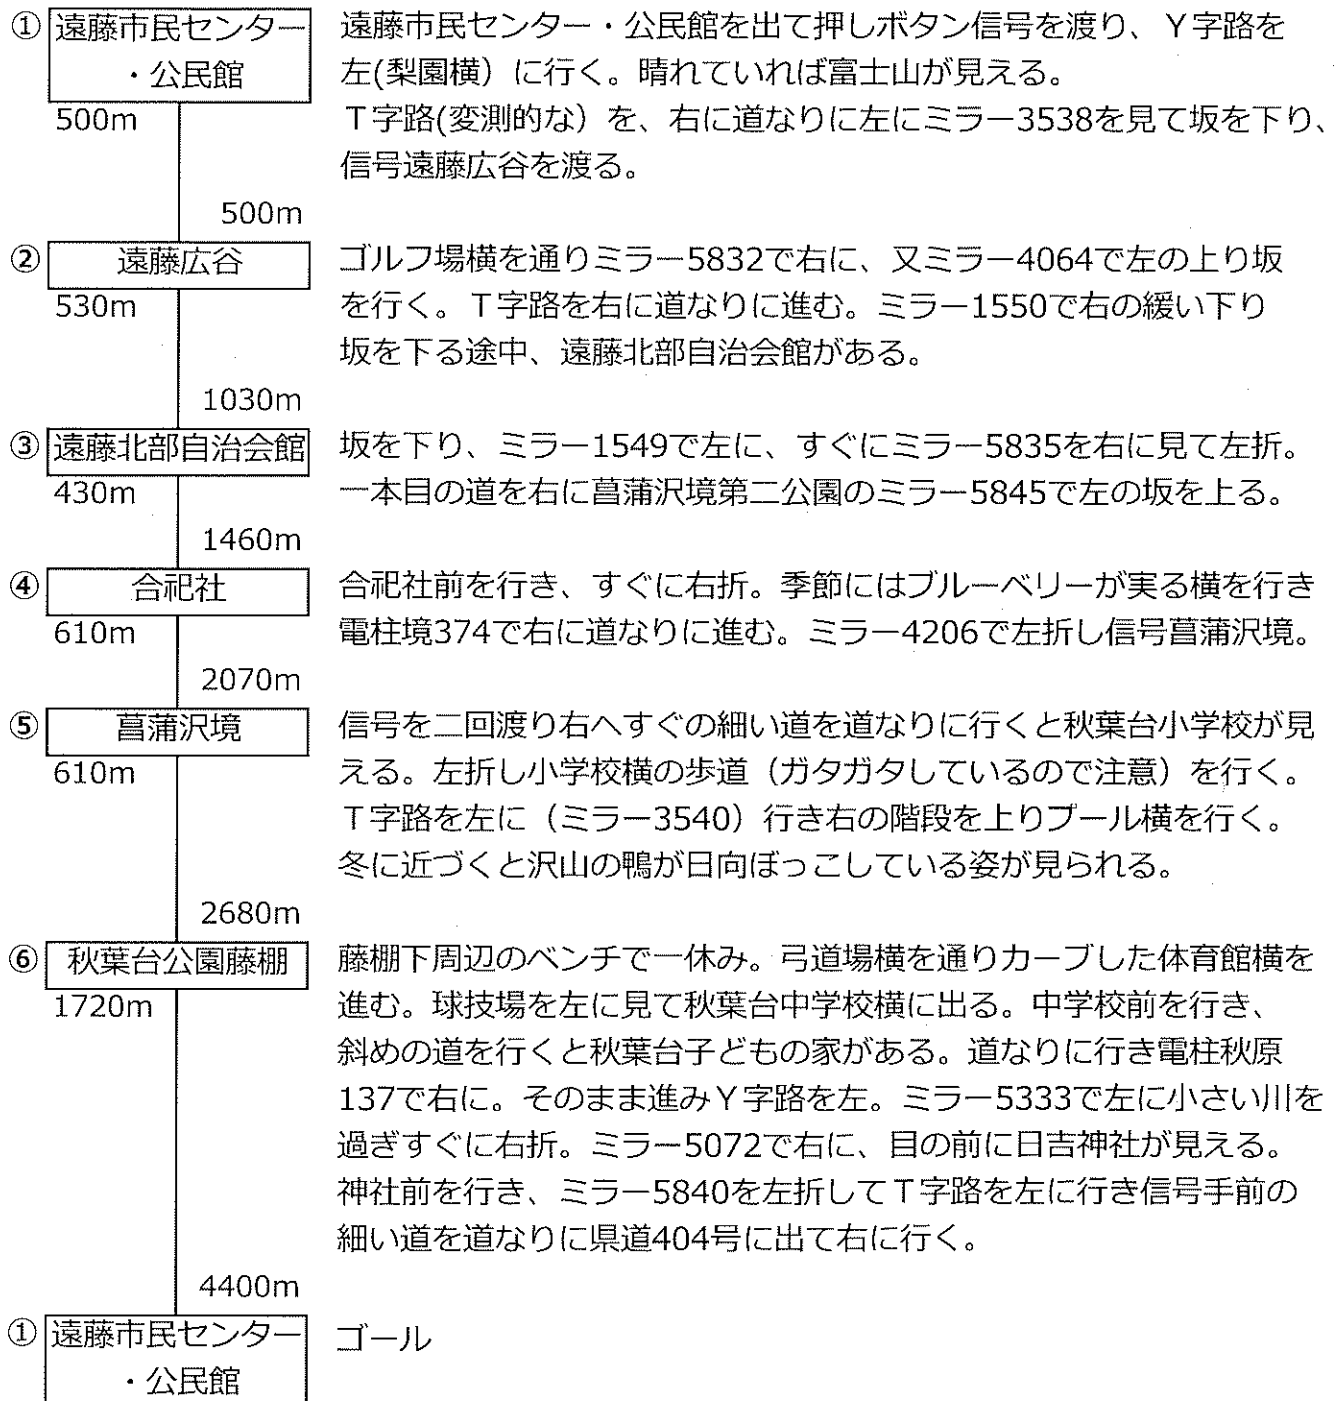 ① 遠藤市民センター・公民館
500m
遠藤市民センター・公民館を出て押しボタン信号を渡り、Y字路を
左(梨園横）に行く。晴れていれば富士山が見える。
T字路(変測的な）を、右に道なりに左にミラー3538を見て坂を下り、
信号遠藤広谷を渡る。
500m
② 遠藤広谷
530m
ゴルフ場横を通りミラー5832で右に、又ミラー4064で左の上り坂
を行く。T字路を右に道なりに進む。ミラー1550で右の緩い下り
坂を下る途中、遠藤北部自治会館がある。
1030m
③ 遠藤北部自治会館
430m
坂を下り、ミラー1549で左に、すぐにミラー5835を右に見て左折。
一本目の道を右に菖蒲沢境第二公園のミラー5845で左の坂を上る。
1460m
④ 合祀社
610m
合祀社前を行き、すぐに右折。季節にはブルーベリーが実る横を行き
電柱境374で右に道なりに進む。ミラー4206で左折し信号菖蒲沢境。
2070m
⑤ 菖蒲沢境
610m
信号を二回渡り右へすぐの細い道を道なりに行くと秋葉台小学校が見
える。左折し小学校横の歩道（ガタガタしているので注意）を行く。
T字路を左に（ミラー3540）行き右の階段を上りプール横を行く。
冬に近づくと沢山の鴨が日向ぼっこしている姿が見られる。
2680m
⑥ 秋葉台公園藤棚
1720m
藤棚下周辺のベンチで一休み。弓道場横を通りカーブした体育館横を
進む。球技場を左に見て秋葉台中学校横に出る。中学校前を行き、
斜めの道を行くと秋葉台子どもの家がある。道なりに行き電柱秋原
137で右に。そのまま進みY字路を左。ミラー5333で左に小さい川を
過ぎすぐに右折。ミラー5072で右に、目の前に日吉神社が見える。
神社前を行き、ミラー5840を左折してT字路を左に行き信号手前の
細い道を道なりに県道404号に出て右に行く。
4400m
① 遠藤市民センター・公民館
ゴール